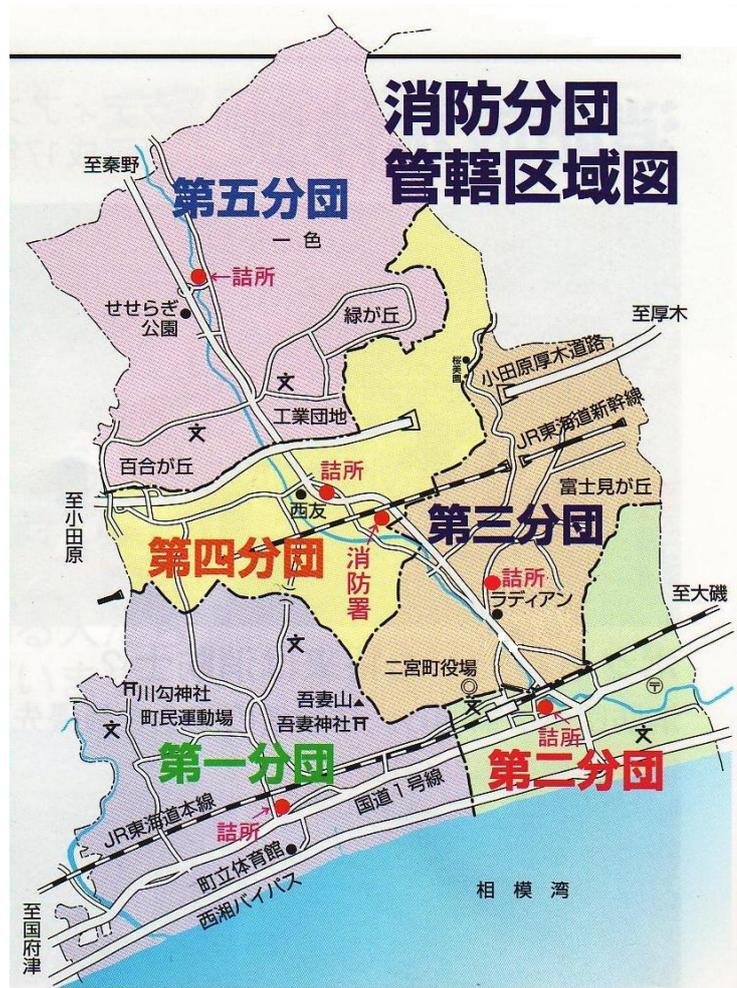 消防分団
管轄区域図
至秦野
第五分団
一色
詰所
せせらぎ
公園
緑が丘
至厚木
小田原厚木道路
桜美園
JR東海道新幹線
工業団地
百合が丘
至小田原
詰所
西友
富士見が丘
第三分団
第四分団
消防署
詰所
ラディアン
至大磯
二宮町役場
川勾神社
町民運動場
吾妻山
吾妻神社
詰所
第一分団
第二分団
国道1号線
JR東海道本線
詰所
町立体育館
西湘バイパス
相模湾
至国府津